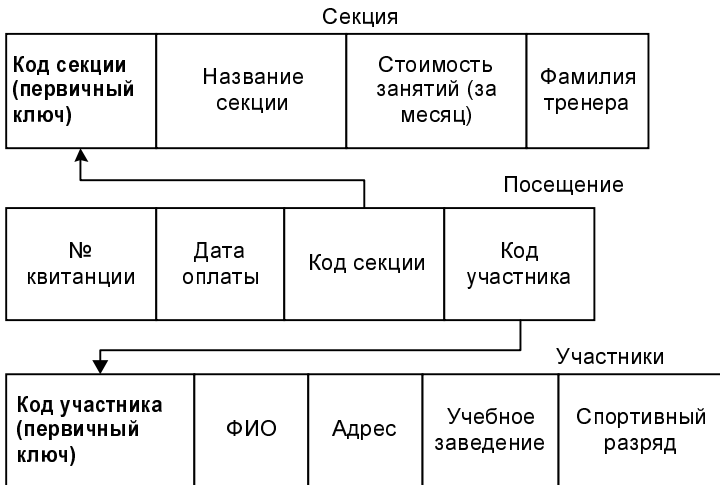 Секция
Код секции
(первичный
ключ)
Название
секции
Стоимость
занятий (за
месяц)
Фамилия
тренера
Посещение
№
квитанции
Дата
оплаты
Код секции
Код
участника
Участники
Код участника
(первичный
ключ)
ФИО
Адрес
Учебное
заведение
Спортивный
разряд